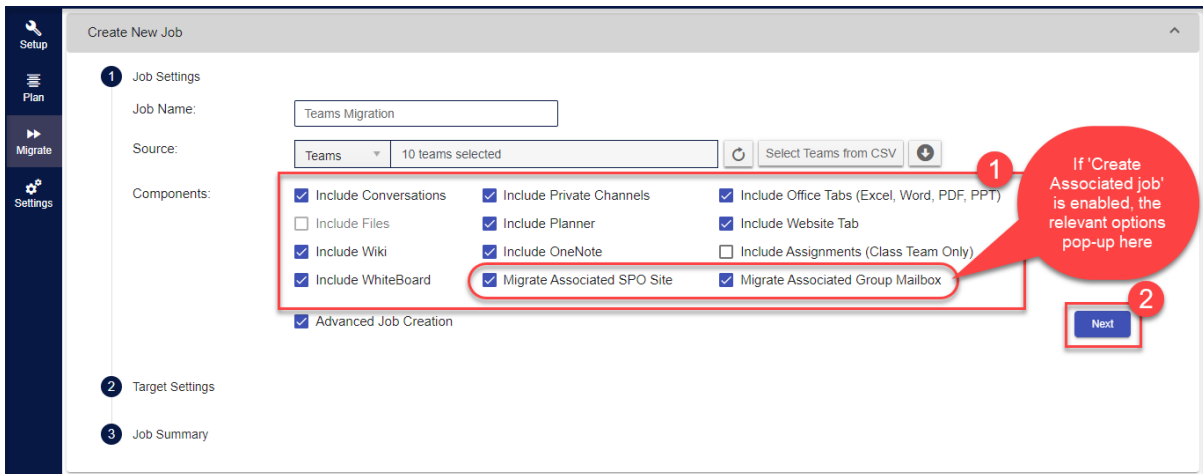 Setup
Plan
Migrate
Settings
Create New Job
1 Job Settings
Job Name:
Teams Migration
Source:
Teams 10 teams selected Select Teams from CSV
Components:
1
Include Conversations Include Private Channels Include Office Tabs (Excel, Word, PDF, PPT)
Include Files Include Planner Include Website Tab
Include Wiki Include OneNote Include Assignments (Class Team Only)
Include WhiteBoard Migrate Associated SPO Site Migrate Associated Group Mailbox
If 'Create
Associated job'
is enabled, the
relevant options
pop-up here
Advanced Job Creation
2
Next
2 Target Settings
3 Job Summary